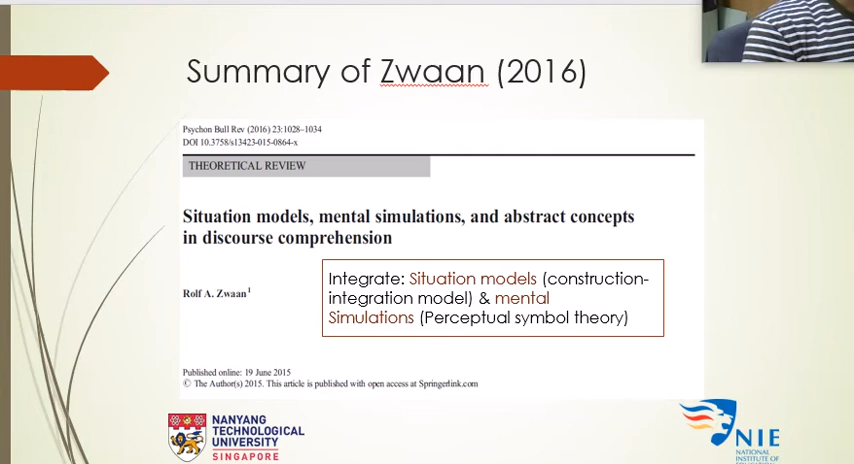 Summary of Zwaan (2016)
Psychon Bull Rev (2016) 23:1028–1034
DOI 10.3758/s13423-015-0864-x
THEORETICAL REVIEW
Situation models, mental simulations, and abstract concepts
in discourse comprehension
Rolf A. Zwaan1
Integrate: Situation models (construction-
integration model) & mental
Simulations (Perceptual symbol theory)
Published online: 19 June 2015
© The Author(s) 2015. This article is published with open access at Springerlink.com
NANYANG
TECHNOLOGICAL
UNIVERSITY
SINGAPORE
NIE
NATIONAL
INSTITUTE OF